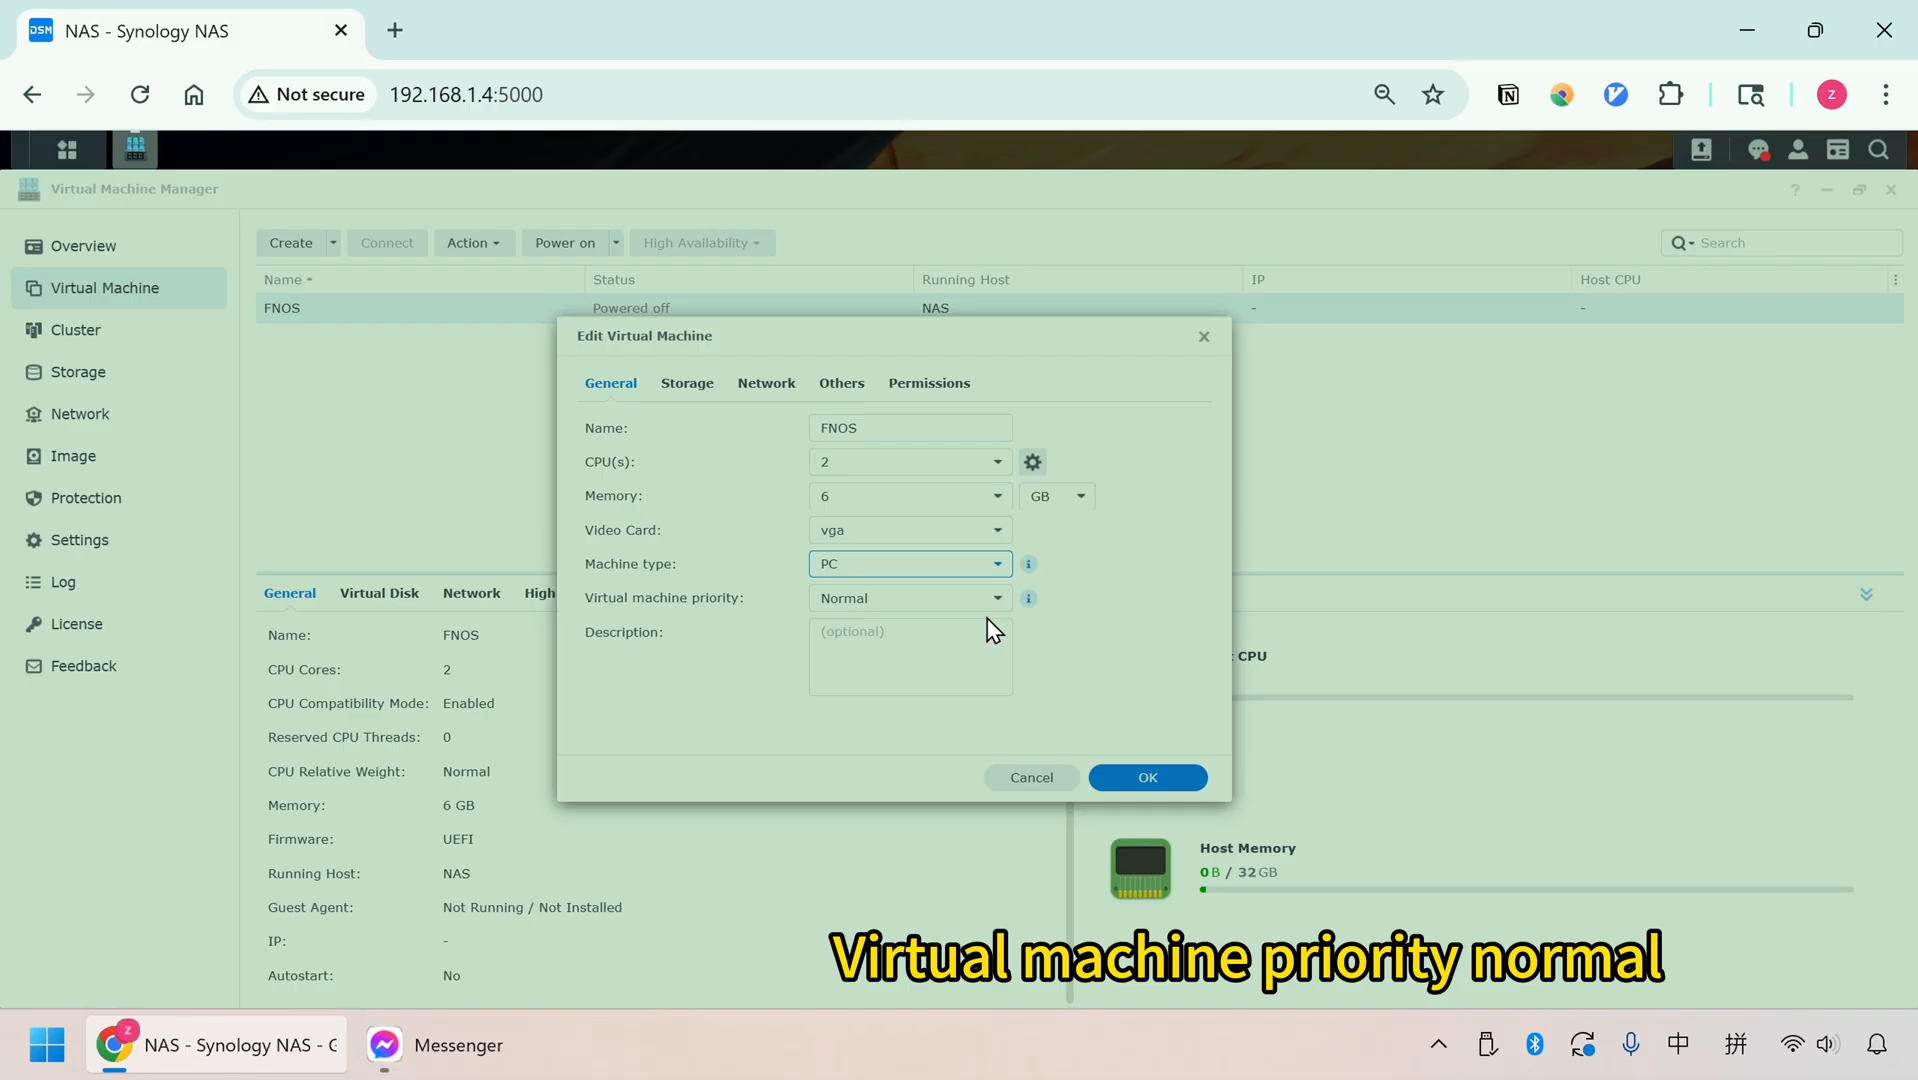 DSM NAS - Synology NAS
Not secure 192.168.1.4:5000
Z
Virtual Machine Manager
Overview
Virtual Machine
Cluster
Storage
Network
Image
Protection
Settings
Log
License
Feedback
Create Connect Action Power on High Availability Search
Name Status Running Host IP Host CPU
FNOS Powered off NAS - -
Edit Virtual Machine
General Storage Network Others Permissions
Name: FNOS
CPU(s): 2
Memory: 6 GB
Video Card: vga
Machine type: PC
Virtual machine priority: Normal
Description: (optional)
Cancel OK
General Virtual Disk Network High
Name: FNOS
CPU Cores: 2
CPU Compatibility Mode: Enabled
Reserved CPU Threads: 0
CPU Relative Weight: Normal
Memory: 6 GB
Firmware: UEFI
Running Host: NAS
Guest Agent: Not Running / Not Installed
IP: -
Autostart: No
CPU
Host Memory
0 B / 32 GB
Virtual machine priority normal
Z NAS - Synology NAS - G Messenger 中 拼